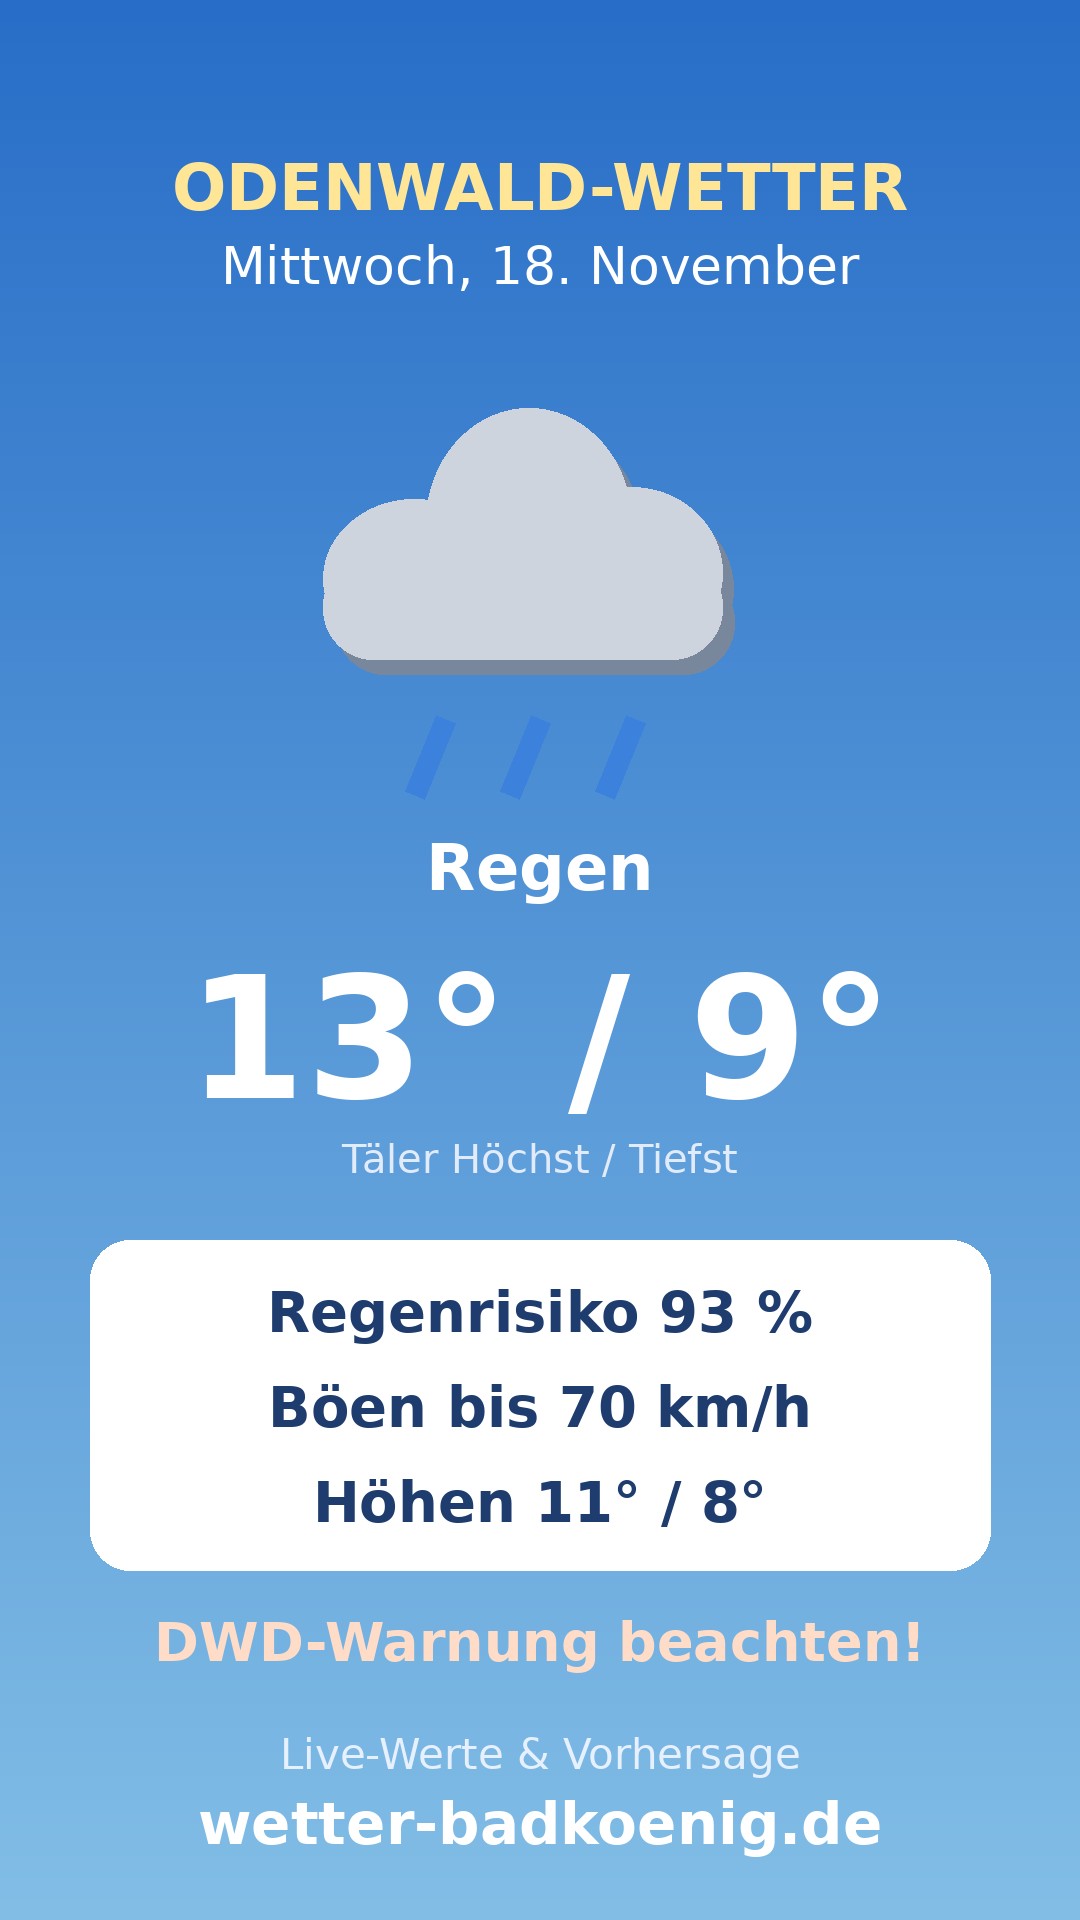 ODENWALD-WETTER
Mittwoch, 18. November
Regen
13° / 9°
Täler Höchst / Tiefst
Regenrisiko 93 %
Böen bis 70 km/h
Höhen 11° / 8°
DWD-Warnung beachten!
Live-Werte & Vorhersage
wetter-badkoenig.de